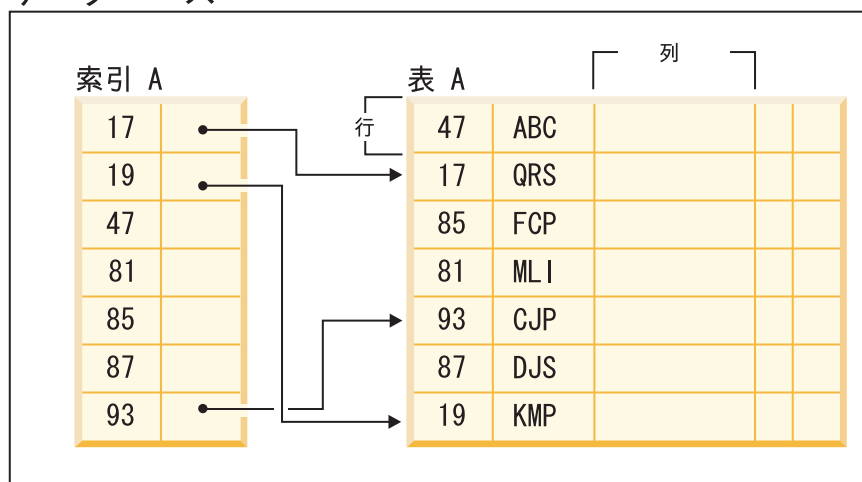 索引 A
表 A
列
行
17
19
47
81
85
87
93
47 ABC
17 QRS
85 FCP
81 MLI
93 CJP
87 DJS
19 KMP